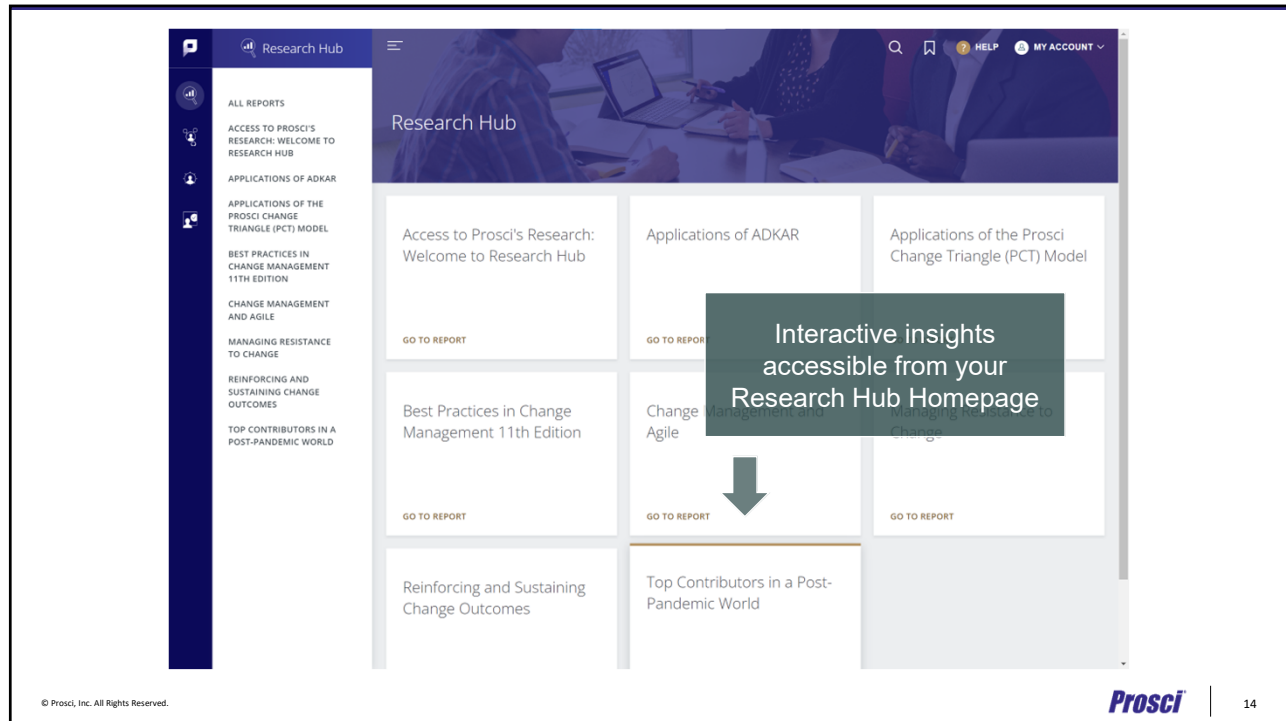 Research Hub
HELP
MY ACCOUNT
ALL REPORTS
ACCESS TO PROSCI'S
RESEARCH: WELCOME TO
RESEARCH HUB
APPLICATIONS OF ADKAR
APPLICATIONS OF THE
PROSCI CHANGE
TRIANGLE (PCT) MODEL
BEST PRACTICES IN
CHANGE MANAGEMENT
11TH EDITION
CHANGE MANAGEMENT
AND AGILE
MANAGING RESISTANCE
TO CHANGE
REINFORCING AND
SUSTAINING CHANGE
OUTCOMES
TOP CONTRIBUTORS IN A
POST-PANDEMIC WORLD
Research Hub
Access to Prosci's Research:
Welcome to Research Hub
GO TO REPORT
Applications of ADKAR
GO TO REPORT
Applications of the Prosci
Change Triangle (PCT) Model
Interactive insights
accessible from your
Research Hub Homepage
Best Practices in Change
Management 11th Edition
GO TO REPORT
Change Management and
Agile
GO TO REPORT
Managing Resistance to
Change
GO TO REPORT
Reinforcing and Sustaining
Change Outcomes
Top Contributors in a Post-
Pandemic World
© Prosci, Inc. All Rights Reserved.
Prosci
14